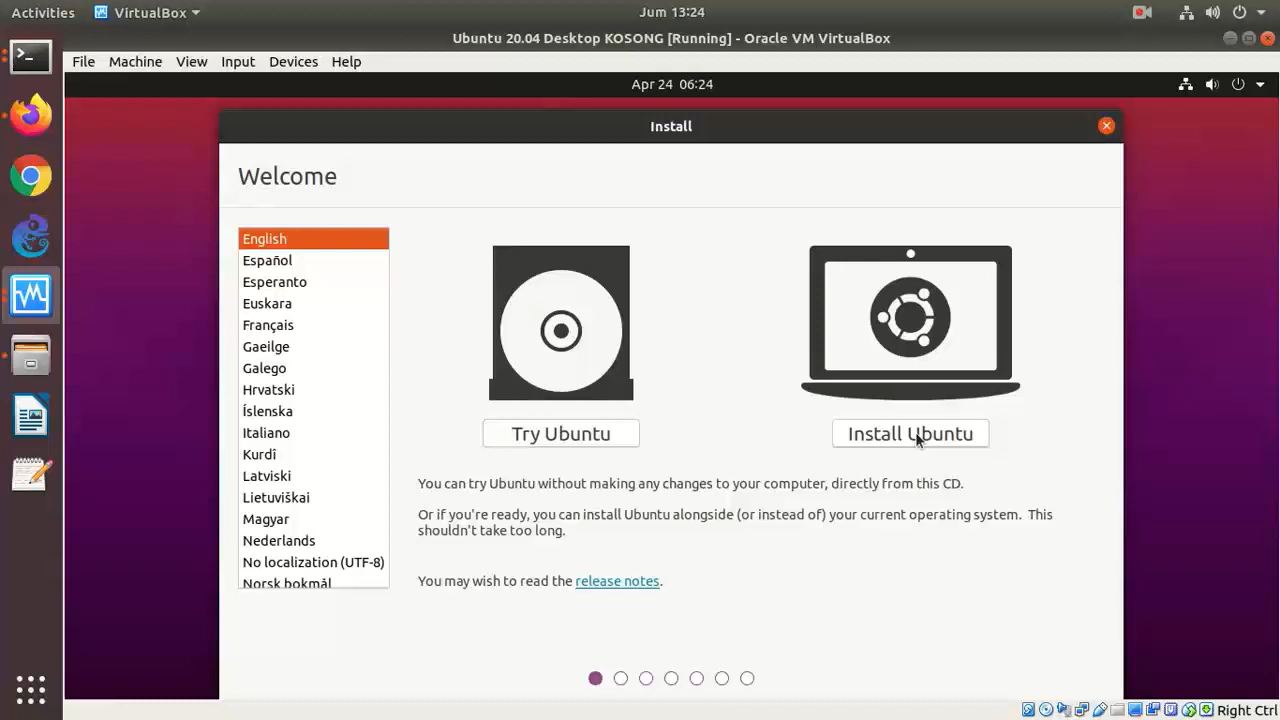 Activities VirtualBox Jum 13:24
Ubuntu 20.04 Desktop KOSONG [Running] - Oracle VM VirtualBox
File Machine View Input Devices Help
Apr 24 06:24
Install
Welcome
English
Español
Esperanto
Euskara
Français
Gaeilge
Galego
Hrvatski
Íslenska
Italiano
Kurdî
Latviski
Lietuviškai
Magyar
Nederlands
No localization (UTF-8)
Norsk bokmål
Try Ubuntu
Install Ubuntu
You can try Ubuntu without making any changes to your computer, directly from this CD.
Or if you're ready, you can install Ubuntu alongside (or instead of) your current operating system. This
shouldn't take too long.
You may wish to read the release notes.
Right Ctrl